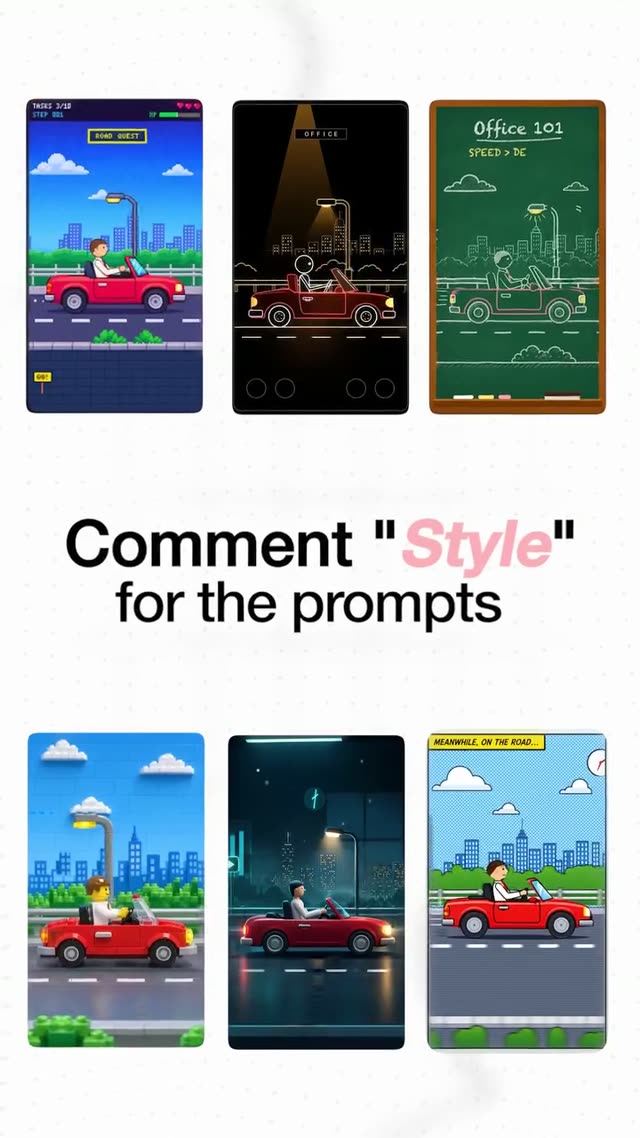 TASKS 3/10
STEP 001
XP
ROAD QUEST
GO!
OFFICE
Office 101
SPEED > DE
Comment "Style"
for the prompts
MEANWHILE, ON THE ROAD...